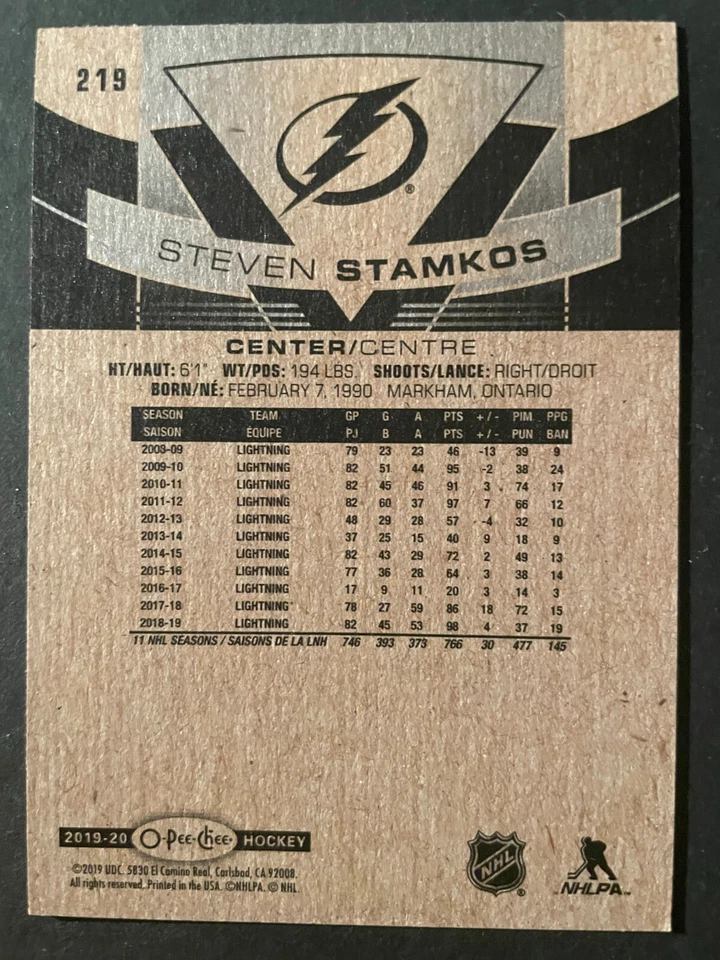 219
®
STEVEN STAMKOS
CENTER/CENTRE
HT/HAUT: 6'1" WT/PDS: 194 LBS. SHOOTS/LANCE: RIGHT/DROIT
BORN/NÉ: FEBRUARY 7, 1990 MARKHAM, ONTARIO
SEASON TEAM GP G A PTS +/- PIM PPG
SAISON ÉQUIPE PJ B A PTS +/- PUN BAN
2008-09 LIGHTNING 79 23 23 46 -13 39 9
2009-10 LIGHTNING 82 51 44 95 -2 38 24
2010-11 LIGHTNING 82 45 46 91 3 74 17
2011-12 LIGHTNING 82 60 37 97 7 66 12
2012-13 LIGHTNING 48 29 28 57 -4 32 10
2013-14 LIGHTNING 37 25 15 40 9 18 9
2014-15 LIGHTNING 82 43 29 72 2 49 13
2015-16 LIGHTNING 77 36 28 64 3 38 14
2016-17 LIGHTNING 17 9 11 20 3 14 3
2017-18 LIGHTNING 78 27 59 86 18 72 15
2018-19 LIGHTNING 82 45 53 98 4 37 19
11 NHL SEASONS / SAISONS DE LA LNH 746 393 373 766 30 477 145
2019-20 O-Pee-Chee HOCKEY
©2019 UDC. 5830 El Camino Real, Carlsbad, CA 92008.
All rights reserved. Printed in the USA. ©NHLPA. © NHL.
NHL ®
NHLPA